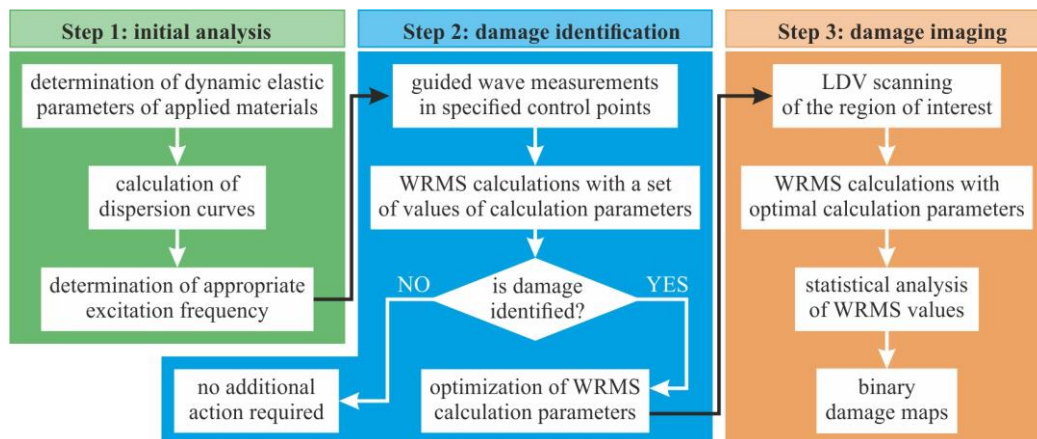 Step 1: initial analysis
determination of dynamic elastic
parameters of applied materials
calculation of
dispersion curves
determination of appropriate
excitation frequency
Step 2: damage identification
guided wave measurements
in specified control points
WRMS calculations with a set
of values of calculation parameters
is damage
identified?
NO
YES
no additional
action required
optimization of WRMS
calculation parameters
Step 3: damage imaging
LDV scanning
of the region of interest
WRMS calculations with
optimal calculation parameters
statistical analysis
of WRMS values
binary
damage maps